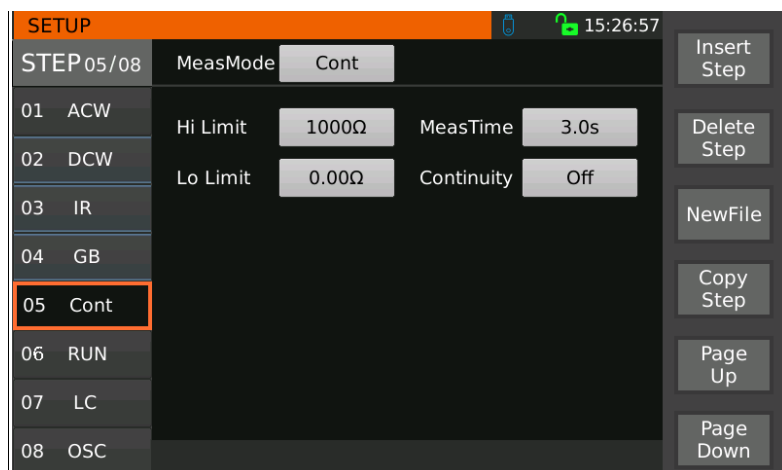 SETUP 15:26:57
STEP 05/08
MeasMode Cont
01 ACW
02 DCW
03 IR
04 GB
05 Cont
06 RUN
07 LC
08 OSC
Hi Limit 1000Ω MeasTime 3.0s
Lo Limit 0.00Ω Continuity Off
Insert
Step
Delete
Step
NewFile
Copy
Step
Page
Up
Page
Down